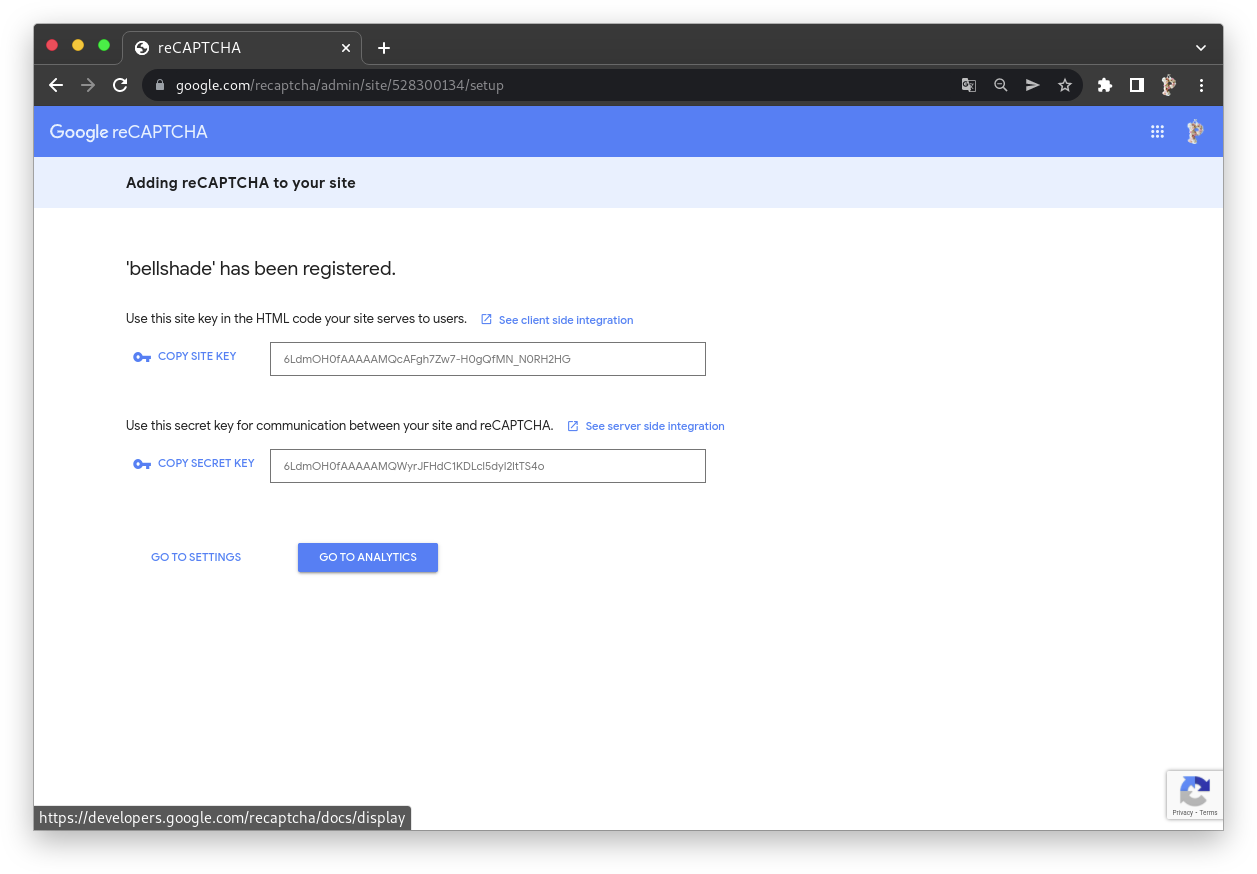 reCAPTCHA
google.com/recaptcha/admin/site/528300134/setup
Google reCAPTCHA
Adding reCAPTCHA to your site
'bellshade' has been registered.
Use this site key in the HTML code your site serves to users. See client side integration
COPY SITE KEY 6LdmOH0fAAAAAMQcAFgh7Zw7-H0gQfMN_N0RH2HG
Use this secret key for communication between your site and reCAPTCHA. See server side integration
COPY SECRET KEY 6LdmOH0fAAAAAMQWyrJFHdC1KDLcI5dyI2ItTS4o
GO TO SETTINGS GO TO ANALYTICS
Privacy - Terms
https://developers.google.com/recaptcha/docs/display